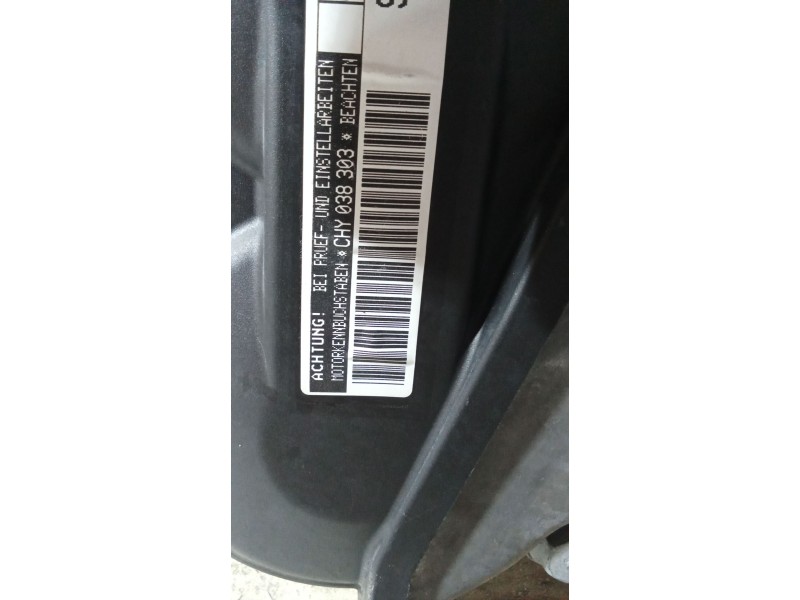 ACHTUNG! BEI PRUEF- UND EINSTELLARBEITEN
MOTORKENNBUCHSTABEN * CHY 038 303 * BEACHTEN